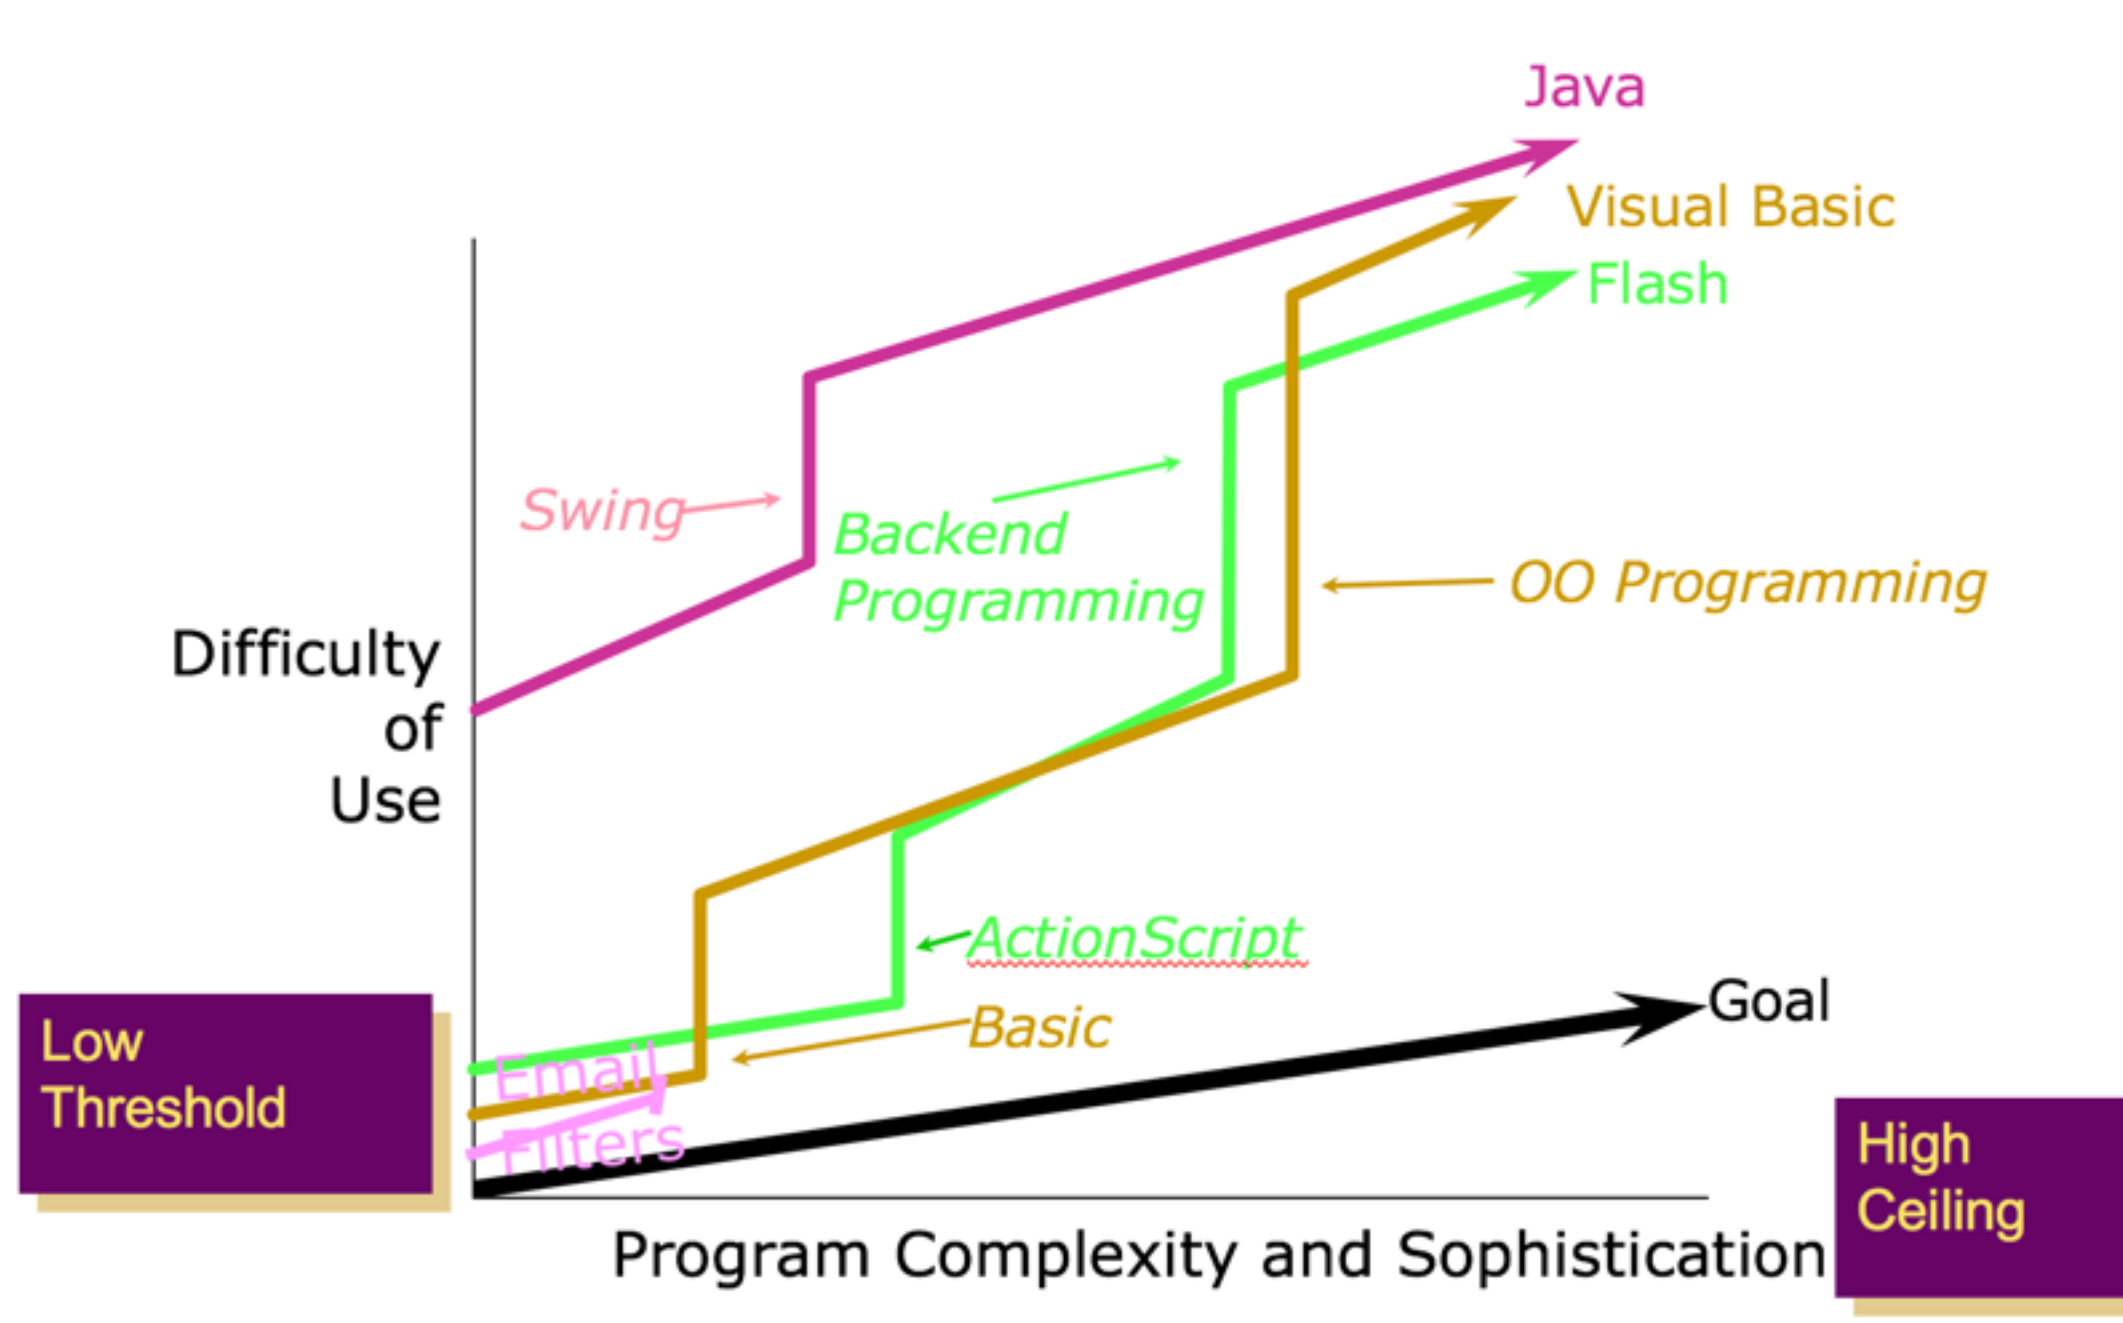 Java
Visual Basic
Flash
Swing
Backend
Programming
OO Programming
Difficulty
of
Use
ActionScript
Basic
Goal
Low
Threshold
Email
Filters
High
Ceiling
Program Complexity and Sophistication